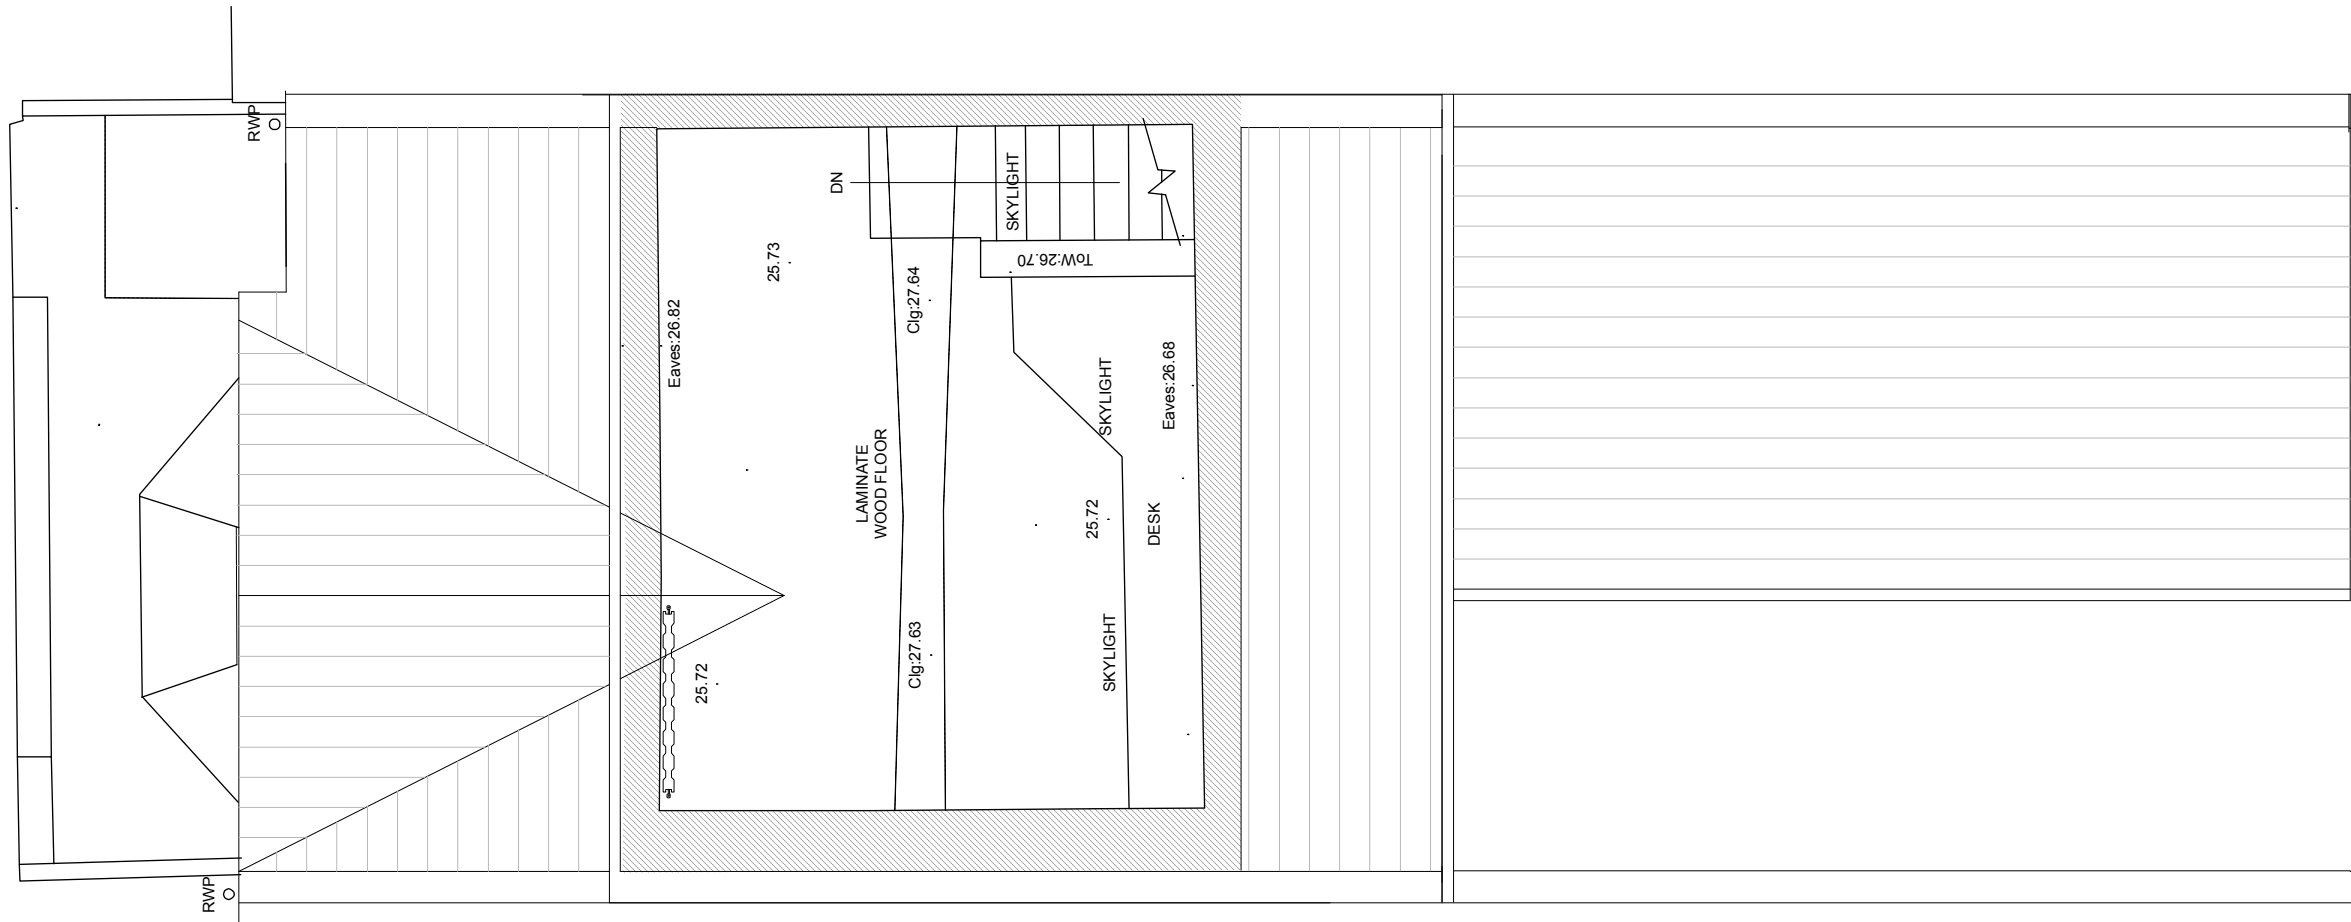 RWP
DN
SKYLIGHT
ToW:26.70
25.73
Clg:27.64
Eaves:26.82
SKYLIGHT
Eaves:26.68
LAMINATE
WOOD FLOOR
25.72
DESK
Clg:27.63
SKYLIGHT
25.72
RWP